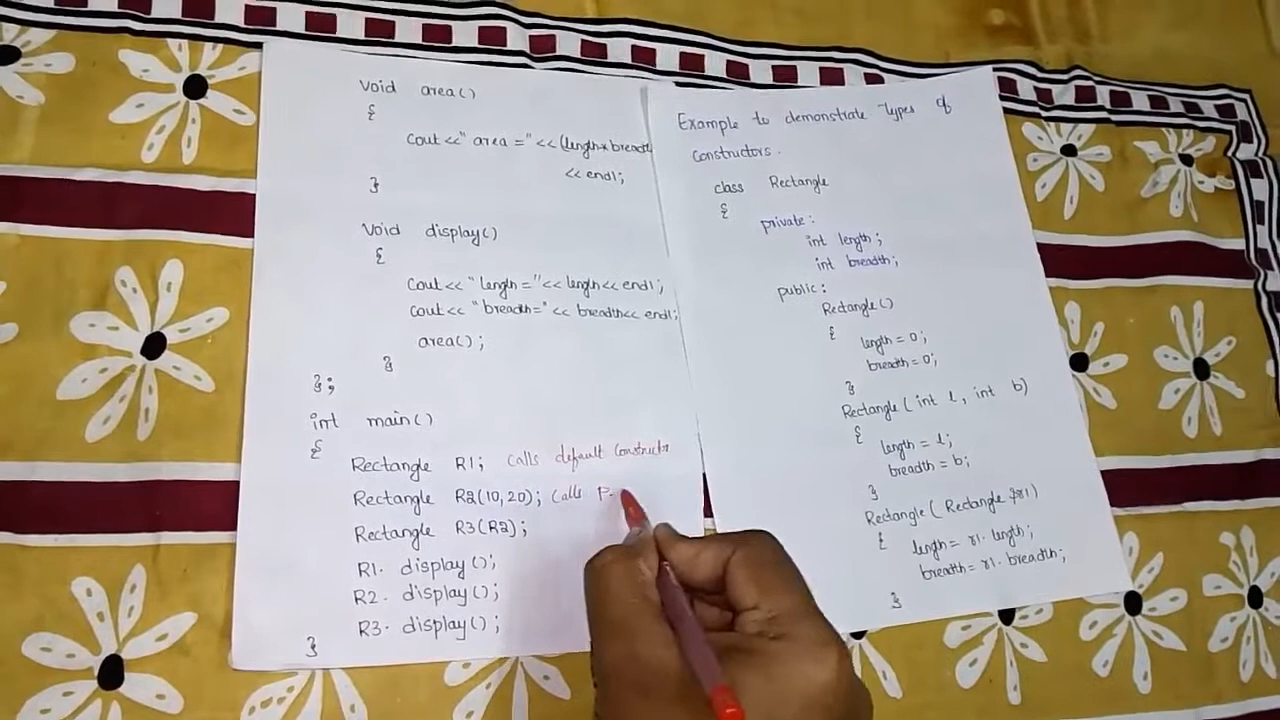 Example to demonstrate Types of
Constructors.
class Rectangle
{
private:
int length;
int breadth;
public:
Rectangle()
{
length = 0;
breadth = 0;
}
Rectangle(int l, int b)
{
length = l;
breadth = b;
}
Rectangle(Rectangle &r1)
{
length = r1.length;
breadth = r1.breadth;
}
Void area()
{
Cout <<" area =" << (length*breadth
<< endl;
}
Void display()
{
Cout << "length =" << length << endl;
Cout << "breadth=" << breadth << endl;
area();
}
};
int main()
{
Rectangle R1; Calls default Constructor
Rectangle R2(10,20); Calls P.
Rectangle R3(R2);
R1. display();
R2. display();
R3. display();
}